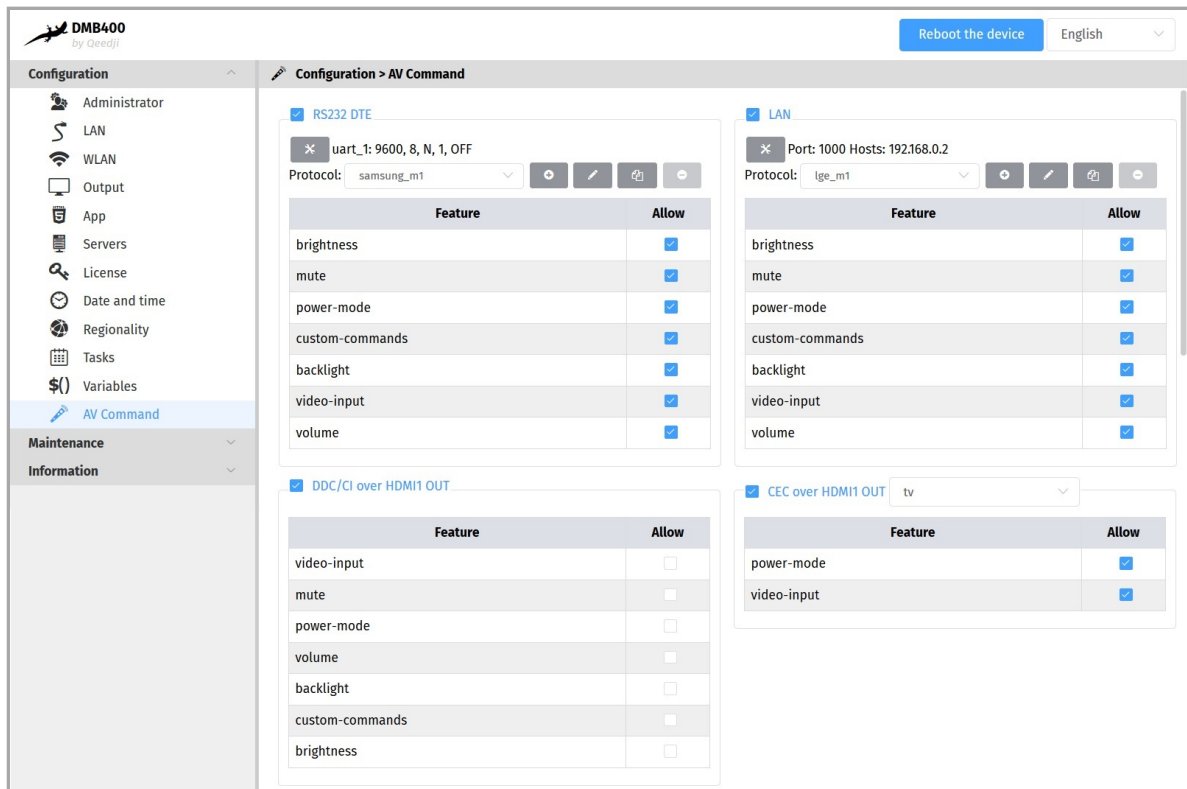 DMB400
by Qeedji
Reboot the device
English
Configuration
Administrator
LAN
WLAN
Output
App
Servers
License
Date and time
Regionality
Tasks
$() Variables
AV Command
Maintenance
Information
Configuration > AV Command
RS232 DTE
uart_1: 9600, 8, N, 1, OFF
Protocol: samsung_m1
Feature Allow
brightness
mute
power-mode
custom-commands
backlight
video-input
volume
LAN
Port: 1000 Hosts: 192.168.0.2
Protocol: lge_m1
Feature Allow
brightness
mute
power-mode
custom-commands
backlight
video-input
volume
DDC/CI over HDMI1 OUT
Feature Allow
video-input
mute
power-mode
volume
backlight
custom-commands
brightness
CEC over HDMI1 OUT tv
Feature Allow
power-mode
video-input